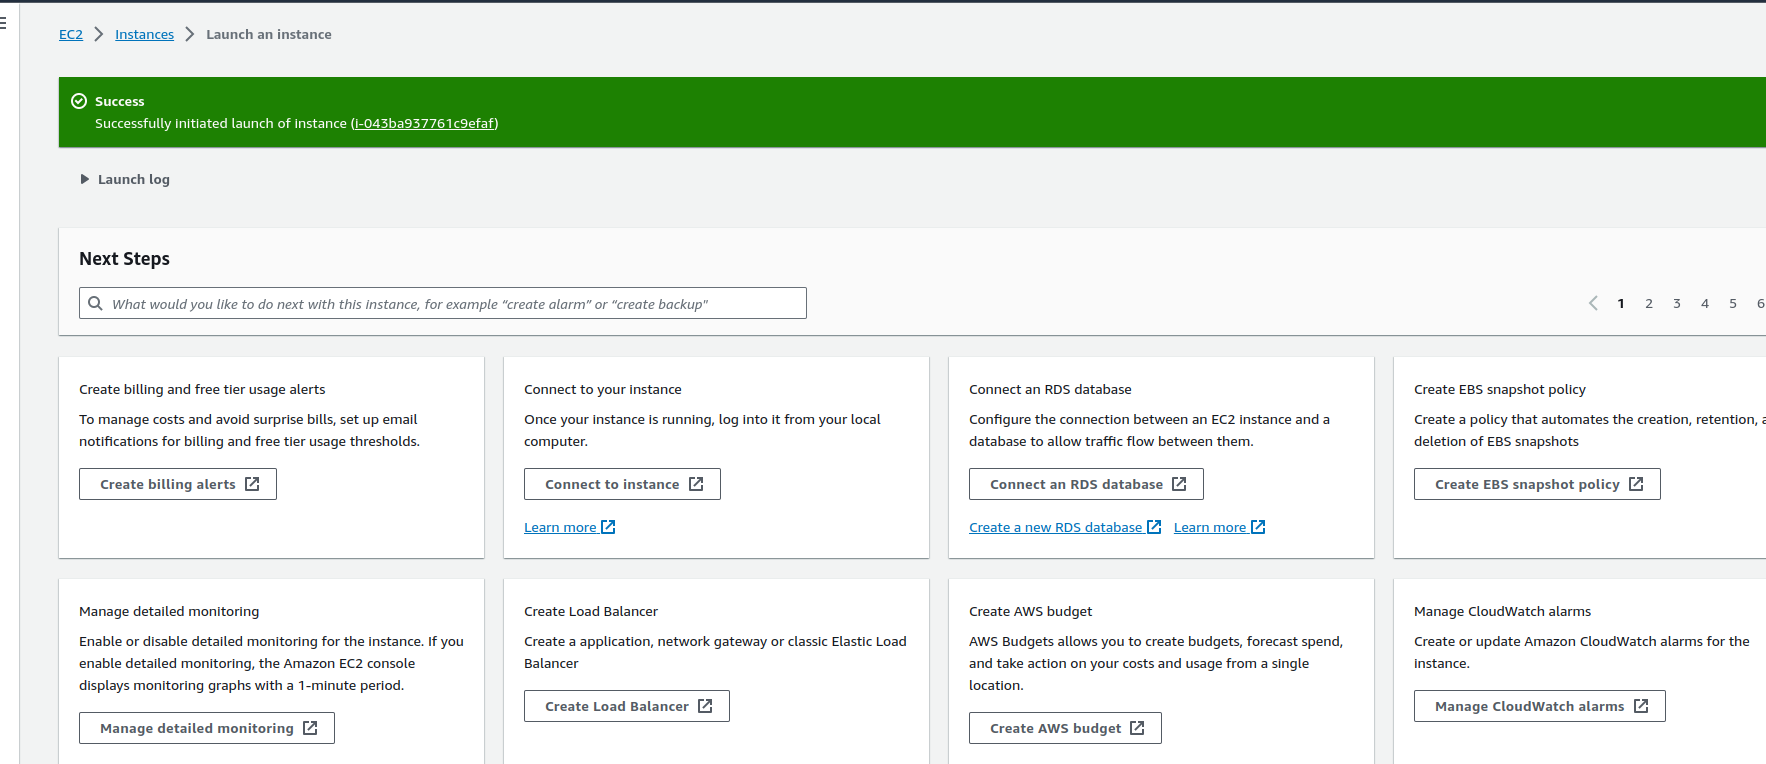 EC2 Instances Launch an instance
Success
Successfully initiated launch of instance (i-043ba937761c9efaf)
Launch log
Next Steps
What would you like to do next with this instance, for example “create alarm” or “create backup”
1 2 3 4 5 6
Create billing and free tier usage alerts
To manage costs and avoid surprise bills, set up email
notifications for billing and free tier usage thresholds.
Create billing alerts
Connect to your instance
Once your instance is running, log into it from your local
computer.
Connect to instance
Learn more
Connect an RDS database
Configure the connection between an EC2 instance and a
database to allow traffic flow between them.
Connect an RDS database
Create a new RDS database Learn more
Create EBS snapshot policy
Create a policy that automates the creation, retention, a
deletion of EBS snapshots
Create EBS snapshot policy
Manage detailed monitoring
Enable or disable detailed monitoring for the instance. If you
enable detailed monitoring, the Amazon EC2 console
displays monitoring graphs with a 1-minute period.
Manage detailed monitoring
Create Load Balancer
Create a application, network gateway or classic Elastic Load
Balancer
Create Load Balancer
Create AWS budget
AWS Budgets allows you to create budgets, forecast spend,
and take action on your costs and usage from a single
location.
Create AWS budget
Manage CloudWatch alarms
Create or update Amazon CloudWatch alarms for the
instance.
Manage CloudWatch alarms